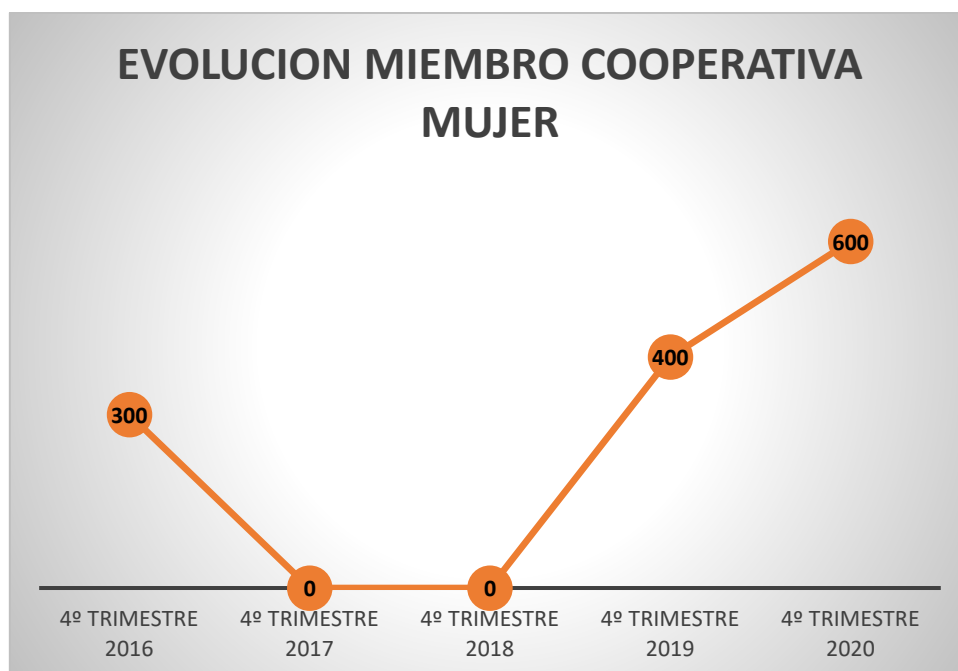 EVOLUCION MIEMBRO COOPERATIVA
MUJER
600
400
300
0
0
4º TRIMESTRE
2016
4º TRIMESTRE
2017
4º TRIMESTRE
2018
4º TRIMESTRE
2019
4º TRIMESTRE
2020